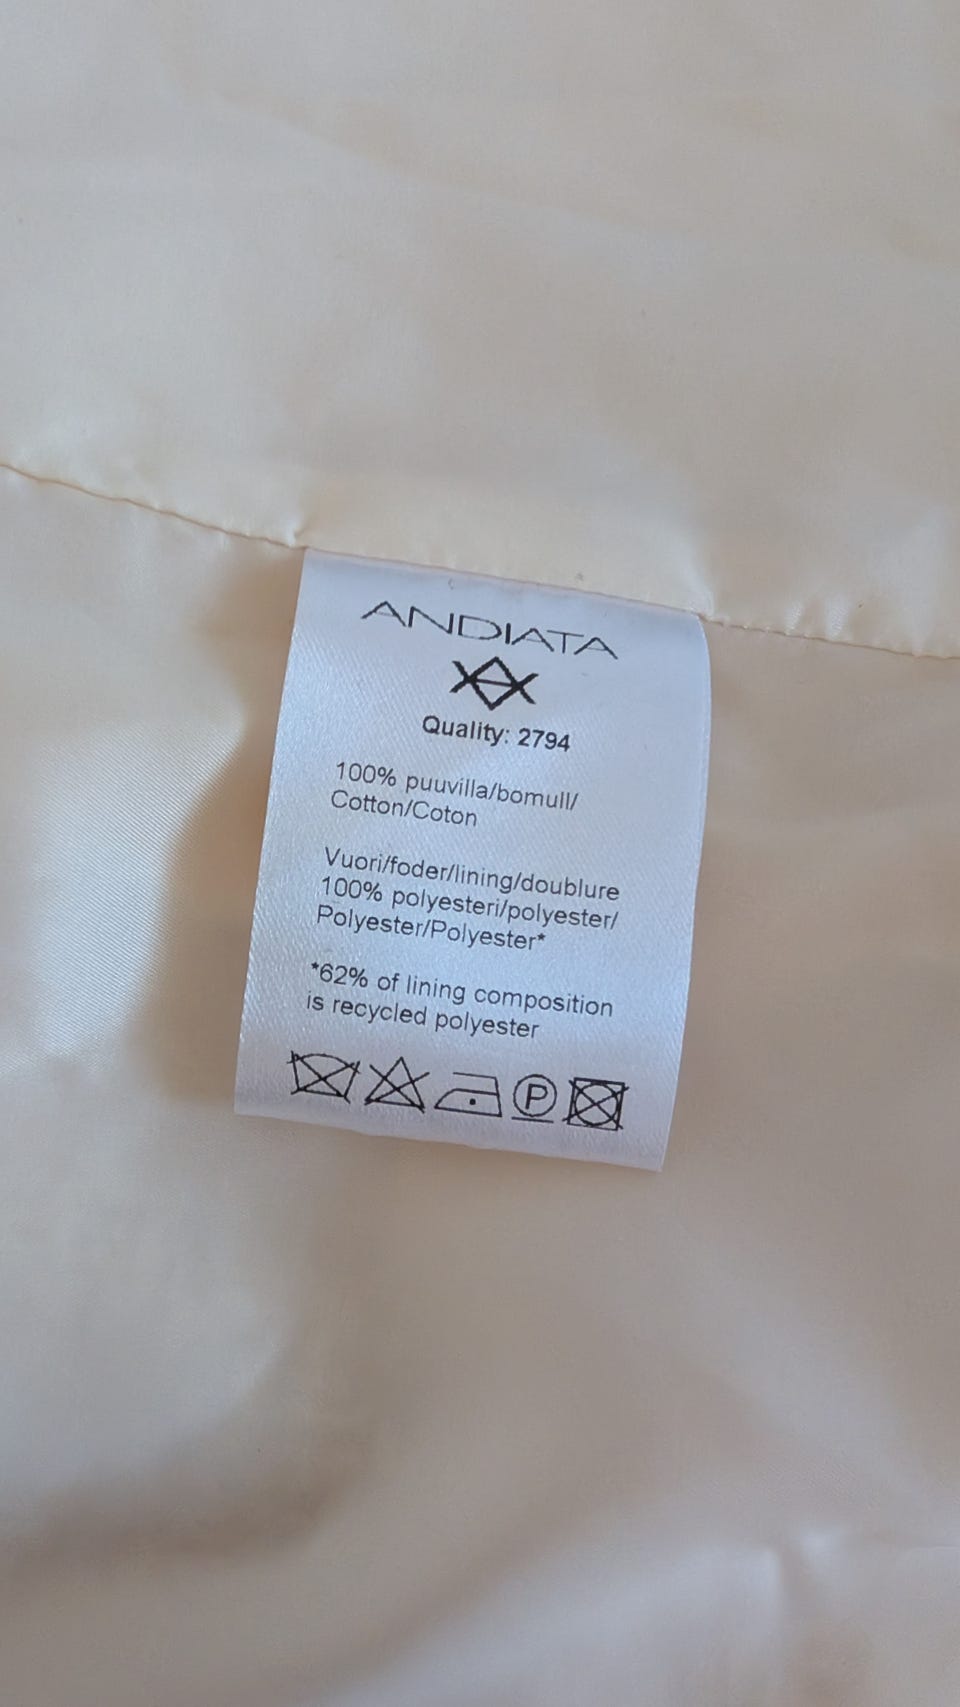 ANDIATA
Quality: 2794
100% puuvilla/bomull/
Cotton/Coton
Vuori/foder/lining/doublure
100% polyesteri/polyester/
Polyester/Polyester*
*62% of lining composition
is recycled polyester
P